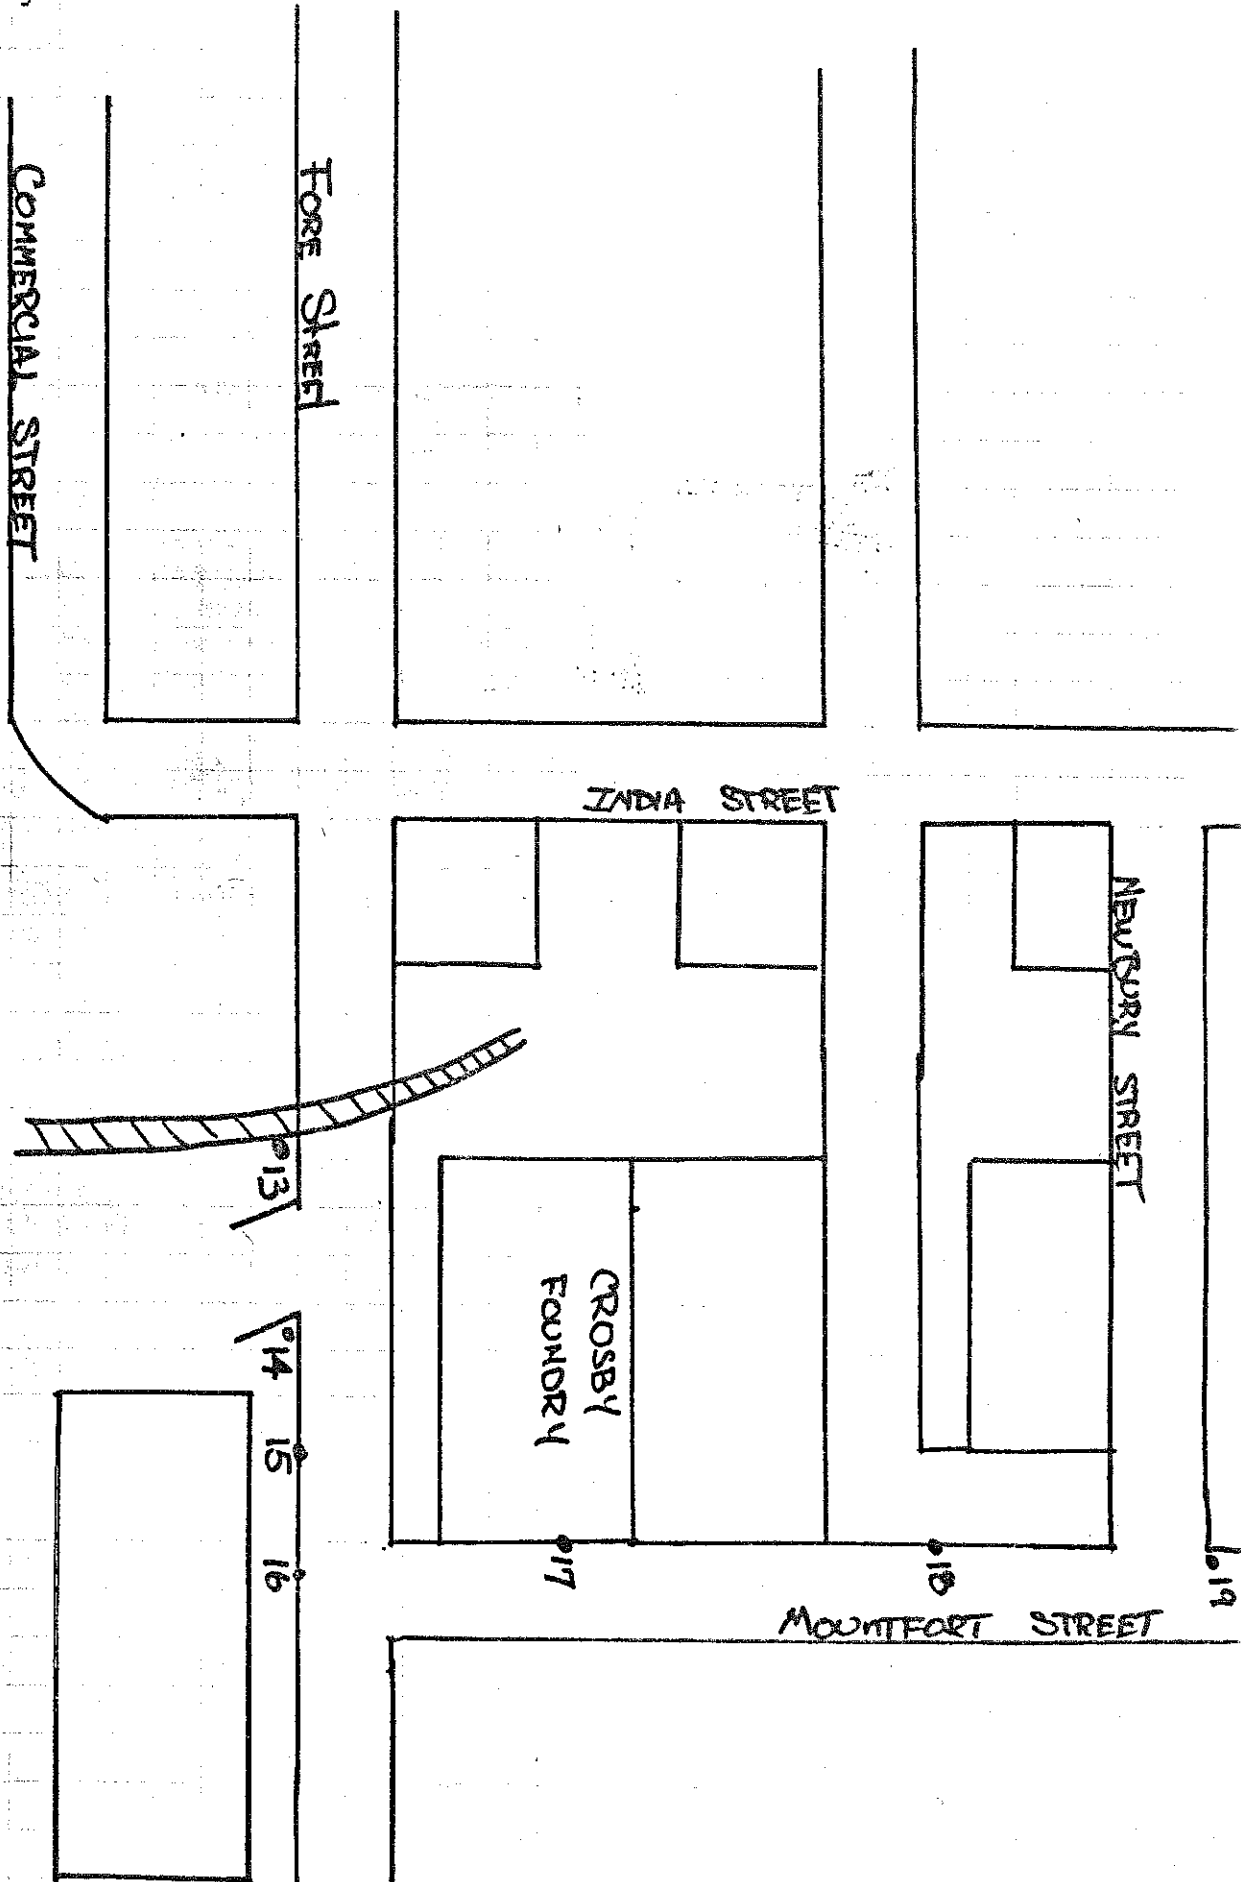 COMMERCIAL STREET
FORE STREET
INDIA STREET
NEWBURY STREET
13
14
15
16
CROSBY
FOUNDRY
17
18
19
MOUNTFORT STREET